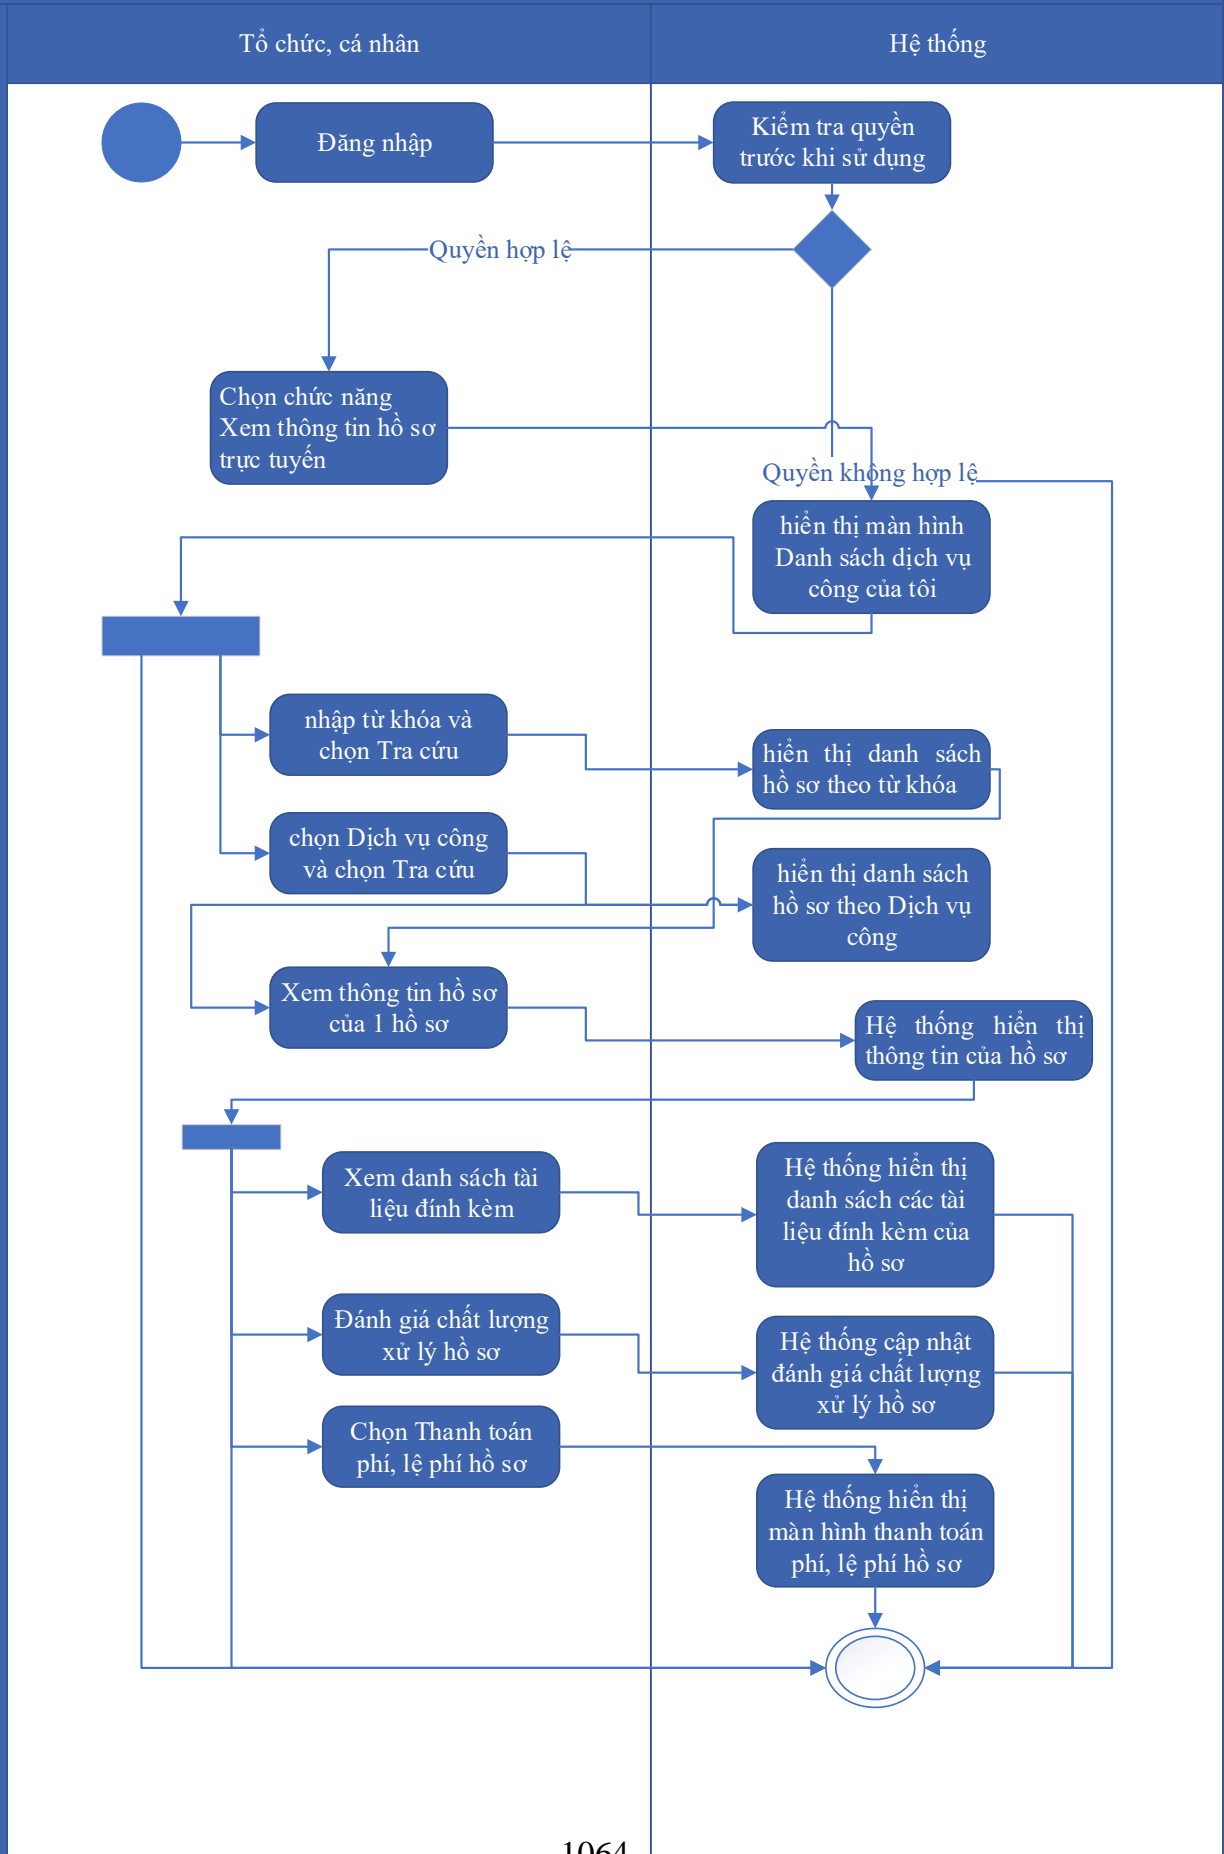 Tổ chức, cá nhân
Hệ thống
Đăng nhập
Kiểm tra quyền
trước khi sử dụng
Quyền hợp lệ
Chọn chức năng
Xem thông tin hồ sơ
trực tuyến
Quyền không hợp lệ
hiển thị màn hình
Danh sách dịch vụ
công của tôi
nhập từ khóa và
chọn Tra cứu
hiển thị danh sách
hồ sơ theo từ khóa
chọn Dịch vụ công
và chọn Tra cứu
hiển thị danh sách
hồ sơ theo Dịch vụ
công
Xem thông tin hồ sơ
của 1 hồ sơ
Hệ thống hiển thị
thông tin của hồ sơ
Xem danh sách tài
liệu đính kèm
Hệ thống hiển thị
danh sách các tài
liệu đính kèm của
hồ sơ
Đánh giá chất lượng
xử lý hồ sơ
Hệ thống cập nhật
đánh giá chất lượng
xử lý hồ sơ
Chọn Thanh toán
phí, lệ phí hồ sơ
Hệ thống hiển thị
màn hình thanh toán
phí, lệ phí hồ sơ
1064